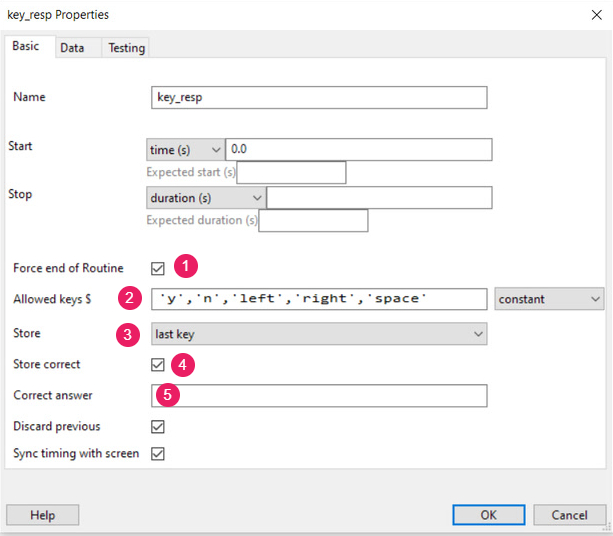 key_resp Properties
Basic Data Testing
Name key_resp
Start time (s) 0.0
Expected start (s)
Stop duration (s)
Expected duration (s)
Force end of Routine 1
Allowed keys $ 2 'y','n','left','right','space' constant
Store 3 last key
Store correct 4
Correct answer 5
Discard previous
Sync timing with screen
Help OK Cancel